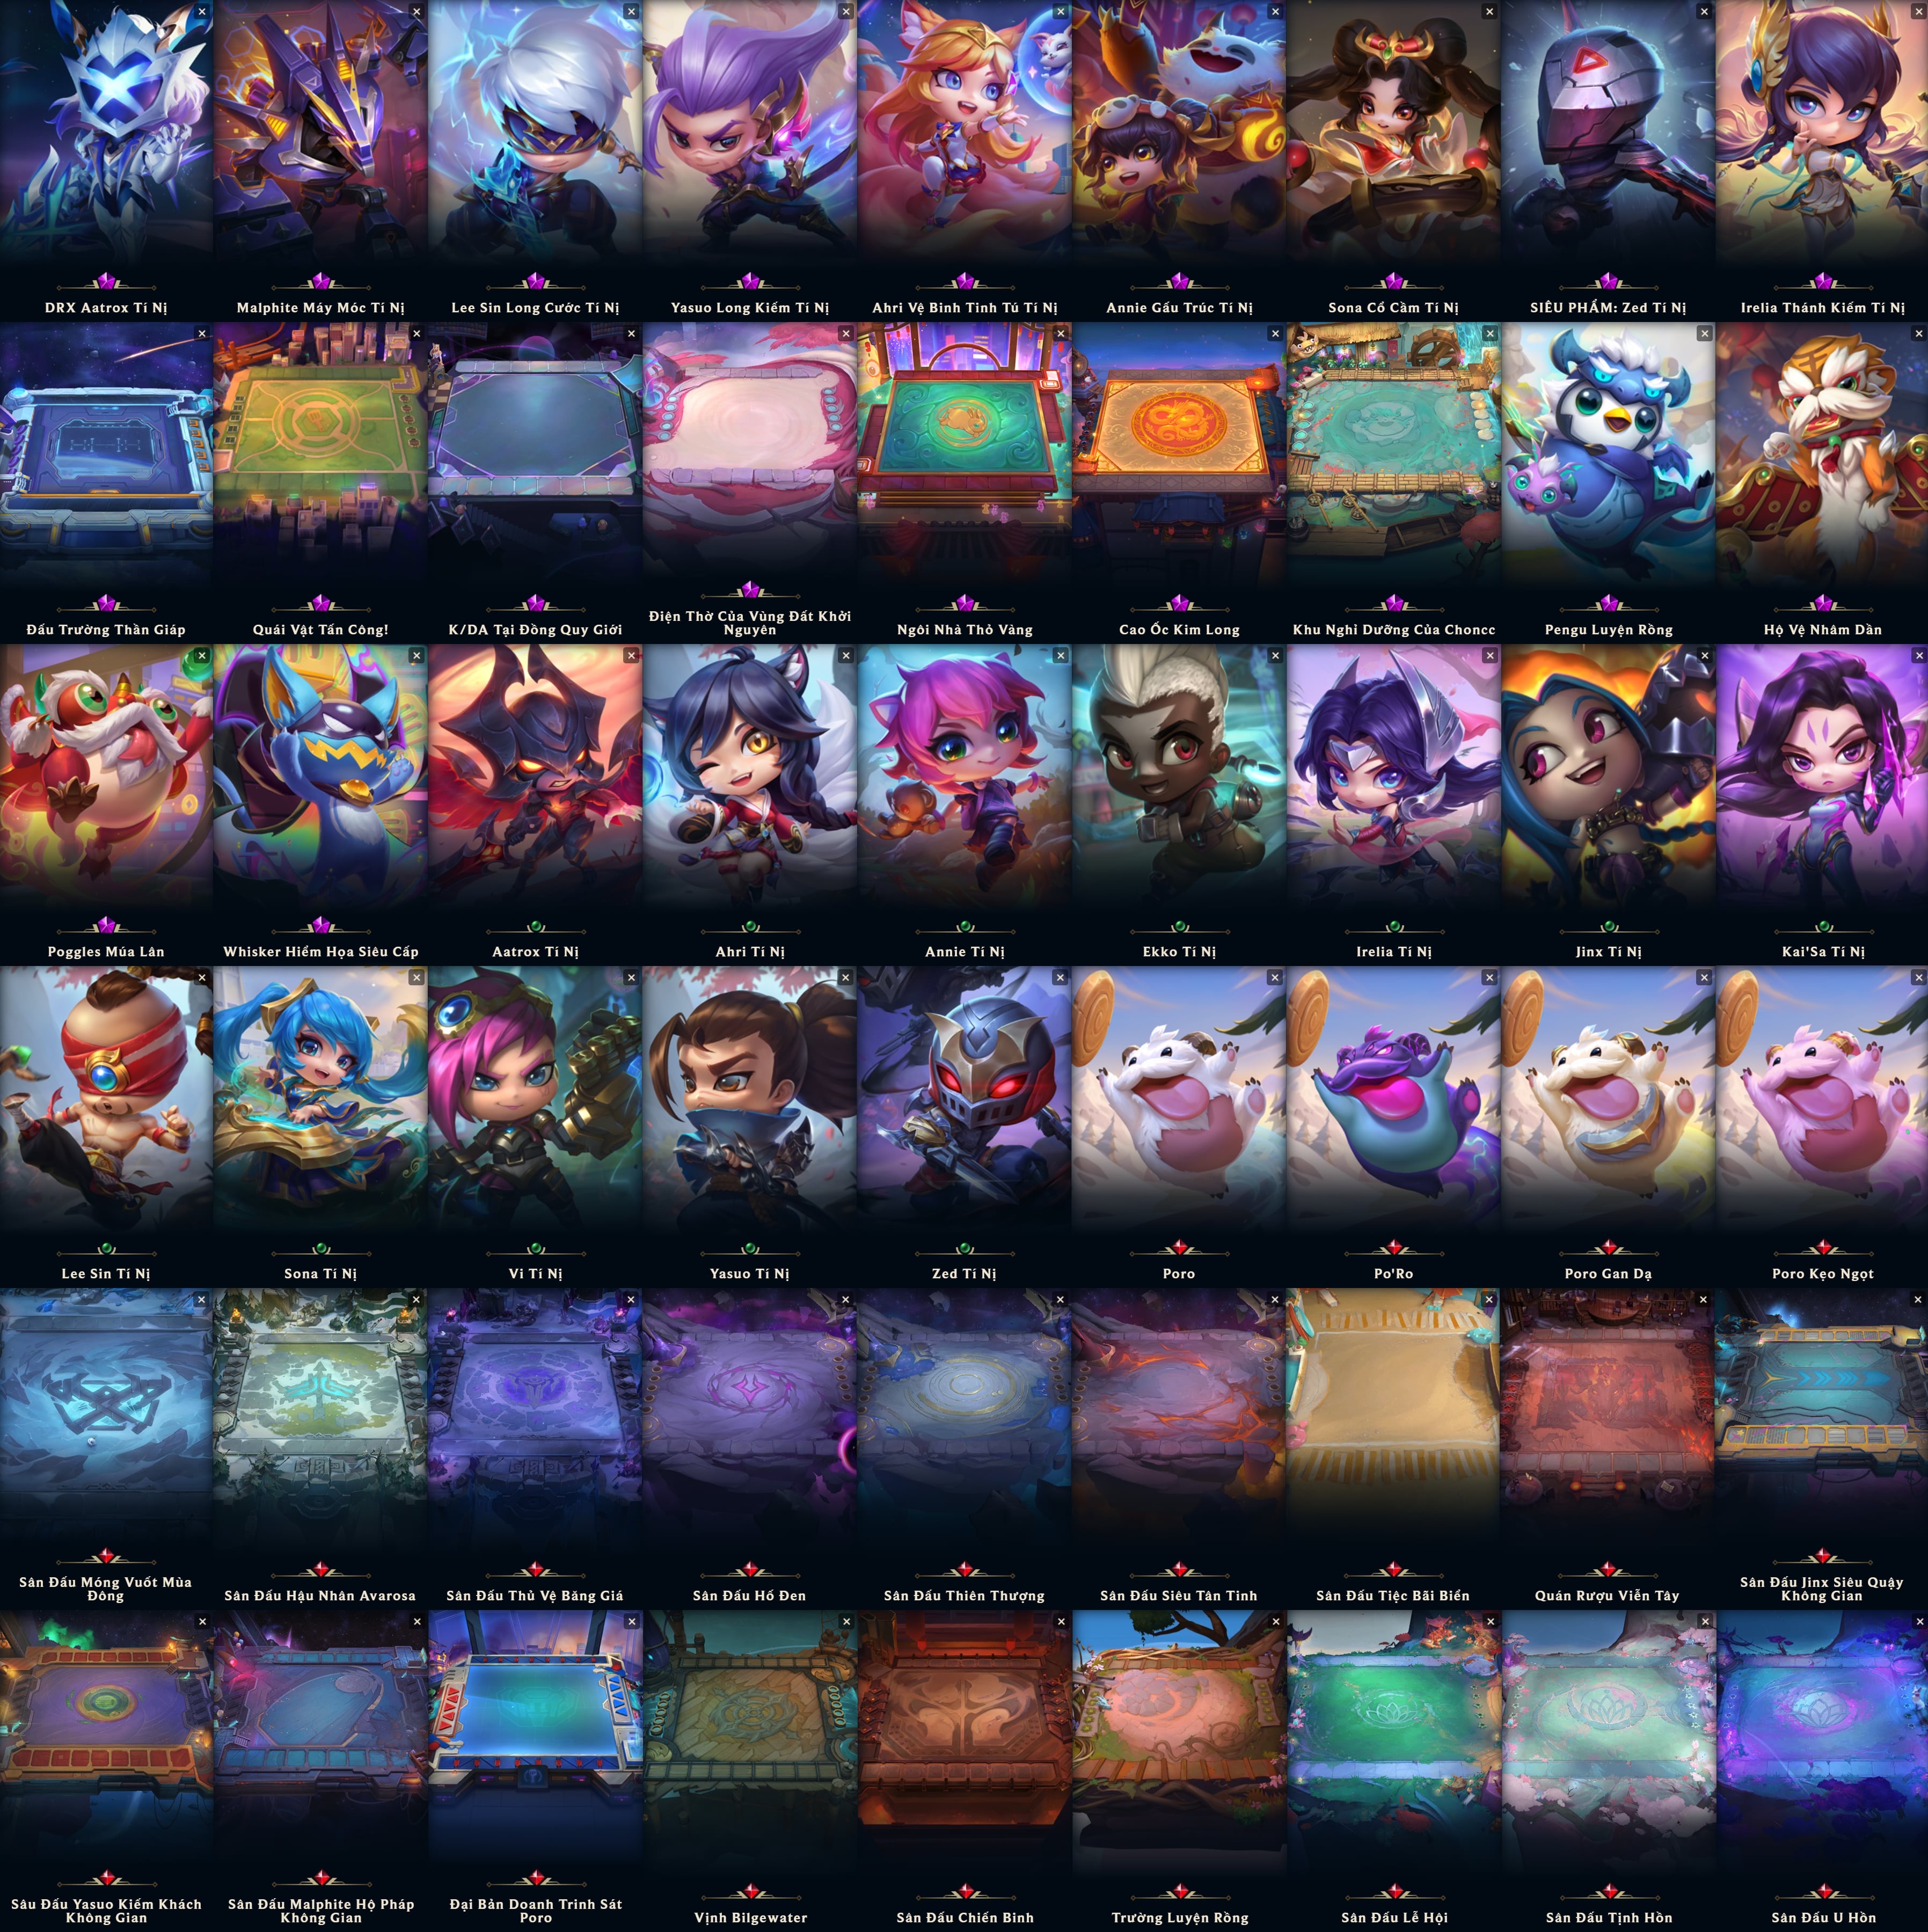 DRX Aatrox Tí Nị
Malphite Máy Móc Tí Nị
Lee Sin Long Cước Tí Nị
Yasuo Long Kiếm Tí Nị
Ahri Vệ Binh Tinh Tú Tí Nị
Annie Gấu Trúc Tí Nị
Sona Cổ Cầm Tí Nị
SIÊU PHẨM: Zed Tí Nị
Irelia Thánh Kiếm Tí Nị
Đấu Trường Thần Giáp
Quái Vật Tấn Công!
K/DA Tại Đồng Quy Giới
Điện Thờ Của Vùng Đất Khởi
Nguyên
Ngôi Nhà Thỏ Vàng
Cao Ốc Kim Long
Khu Nghỉ Dưỡng Của Choncc
Pengu Luyện Rồng
Hộ Vệ Nhâm Dần
Poggles Múa Lân
Whisker Hiểm Họa Siêu Cấp
Aatrox Tí Nị
Ahri Tí Nị
Annie Tí Nị
Ekko Tí Nị
Irelia Tí Nị
Jinx Tí Nị
Kai'Sa Tí Nị
Lee Sin Tí Nị
Sona Tí Nị
Vi Tí Nị
Yasuo Tí Nị
Zed Tí Nị
Poro
Po'Ro
Poro Gan Dạ
Poro Kẹo Ngọt
Sân Đấu Móng Vuốt Mùa
Đông
Sân Đấu Hậu Nhân Avarosa
Sân Đấu Thủ Vệ Băng Giá
Sân Đấu Hố Đen
Sân Đấu Thiên Thượng
Sân Đấu Siêu Tân Tinh
Sân Đấu Tiệc Bãi Biển
Quán Rượu Viễn Tây
Sân Đấu Jinx Siêu Quậy
Không Gian
Sâu Đấu Yasuo Kiếm Khách
Không Gian
Sân Đấu Malphite Hộ Pháp
Không Gian
Đại Bản Doanh Trinh Sát
Poro
Vịnh Bilgewater
Sân Đấu Chiến Binh
Trường Luyện Rồng
Sân Đấu Lễ Hội
Sân Đấu Tịnh Hồn
Sân Đấu U Hồn